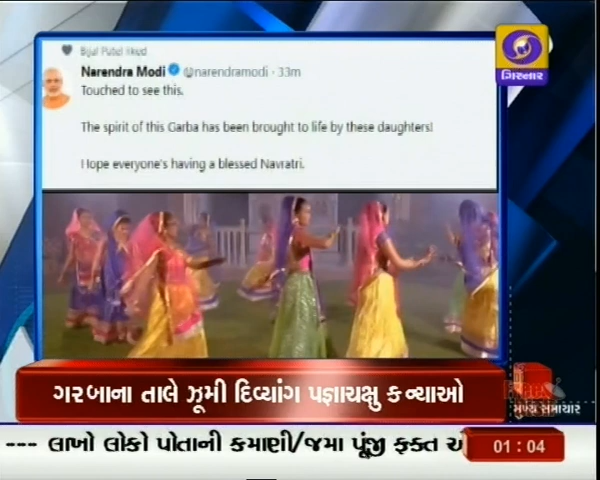 Bijal Patel liked
Narendra Modi @narendramodi · 33m
Touched to see this.
The spirit of this Garba has been brought to life by these daughters!
Hope everyone's having a blessed Navratri.
ગિરનાર
ગરબાના તાલે ઝૂમી દિવ્યાંગ પ્રજ્ઞાચક્ષુ કન્યાઓ
મુખ્ય સમાચાર
--- લાખો લોકો પોતાની કમાણી/જમા પૂંજી ફક્ત
01 : 04